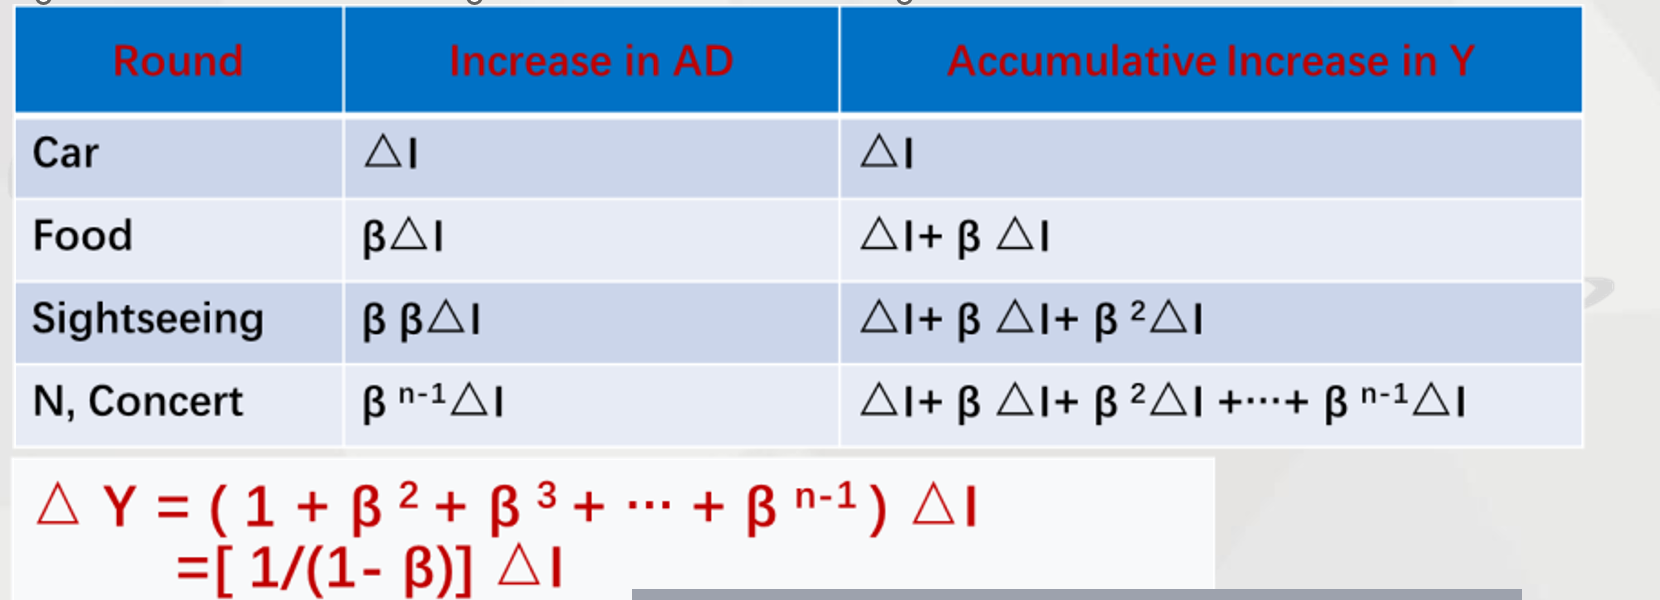 Round Increase in AD Accumulative Increase in Y
Car △I △I
Food β△I △I+ β △I
Sightseeing β β△I △I+ β △I+ β ²△I
N, Concert β ⁿ⁻¹△I △I+ β △I+ β ²△I +···+ β ⁿ⁻¹△I
△ Y = ( 1 + β ² + β ³ + ··· + β ⁿ⁻¹ ) △I
=[ 1/(1- β)] △I